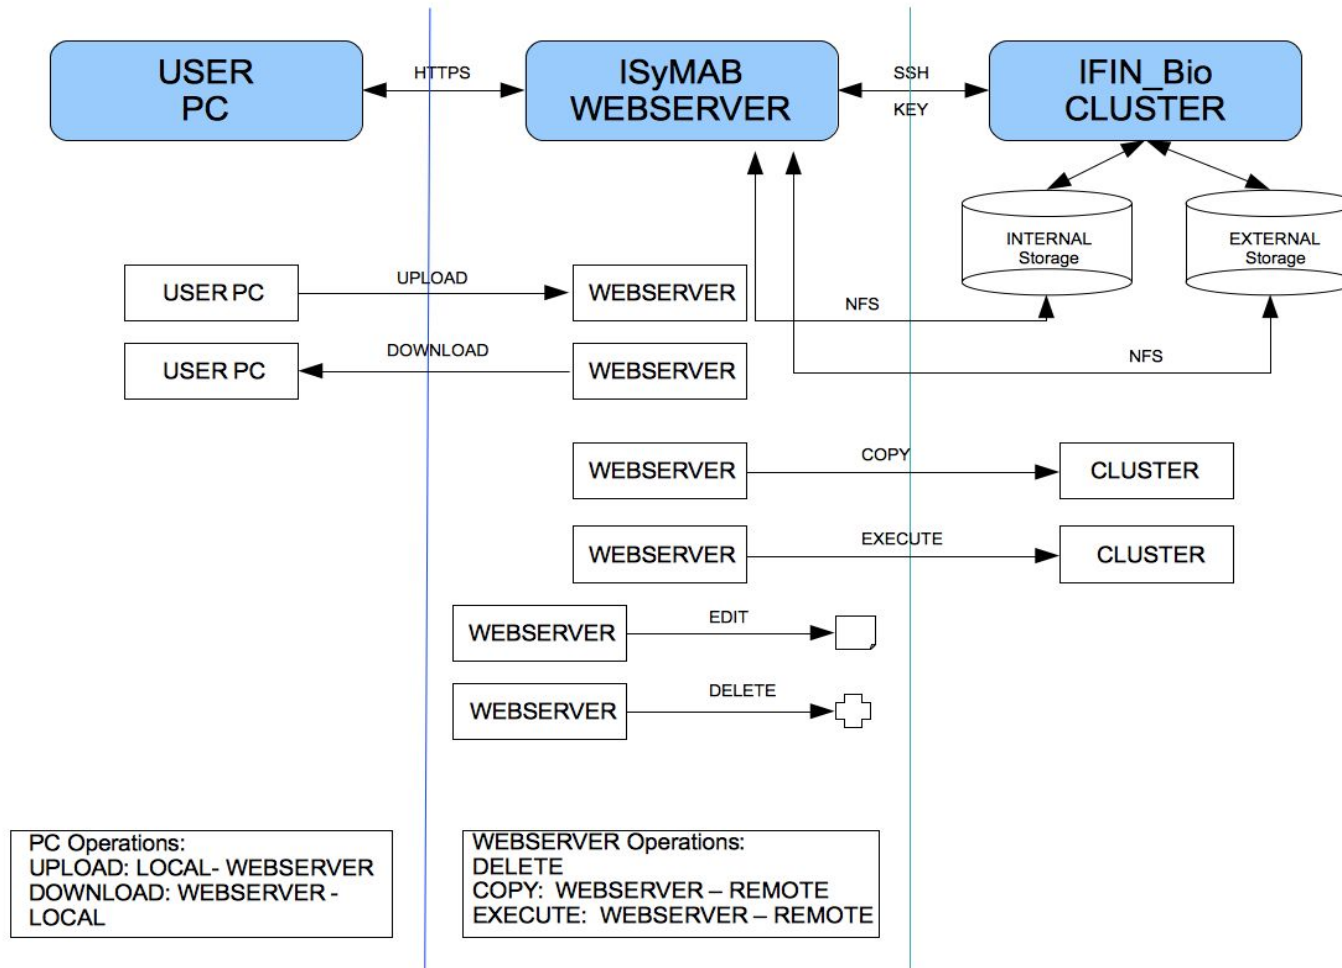 USER
PC
HTTPS
ISyMAB
WEBSERVER
SSH
KEY
IFIN_Bio
CLUSTER
INTERNAL
Storage
EXTERNAL
Storage
USER PC
UPLOAD
WEBSERVER
NFS
USER PC
DOWNLOAD
WEBSERVER
NFS
WEBSERVER
COPY
CLUSTER
WEBSERVER
EXECUTE
CLUSTER
WEBSERVER
EDIT
WEBSERVER
DELETE
PC Operations:
UPLOAD: LOCAL- WEBSERVER
DOWNLOAD: WEBSERVER -
LOCAL
WEBSERVER Operations:
DELETE
COPY: WEBSERVER – REMOTE
EXECUTE: WEBSERVER – REMOTE